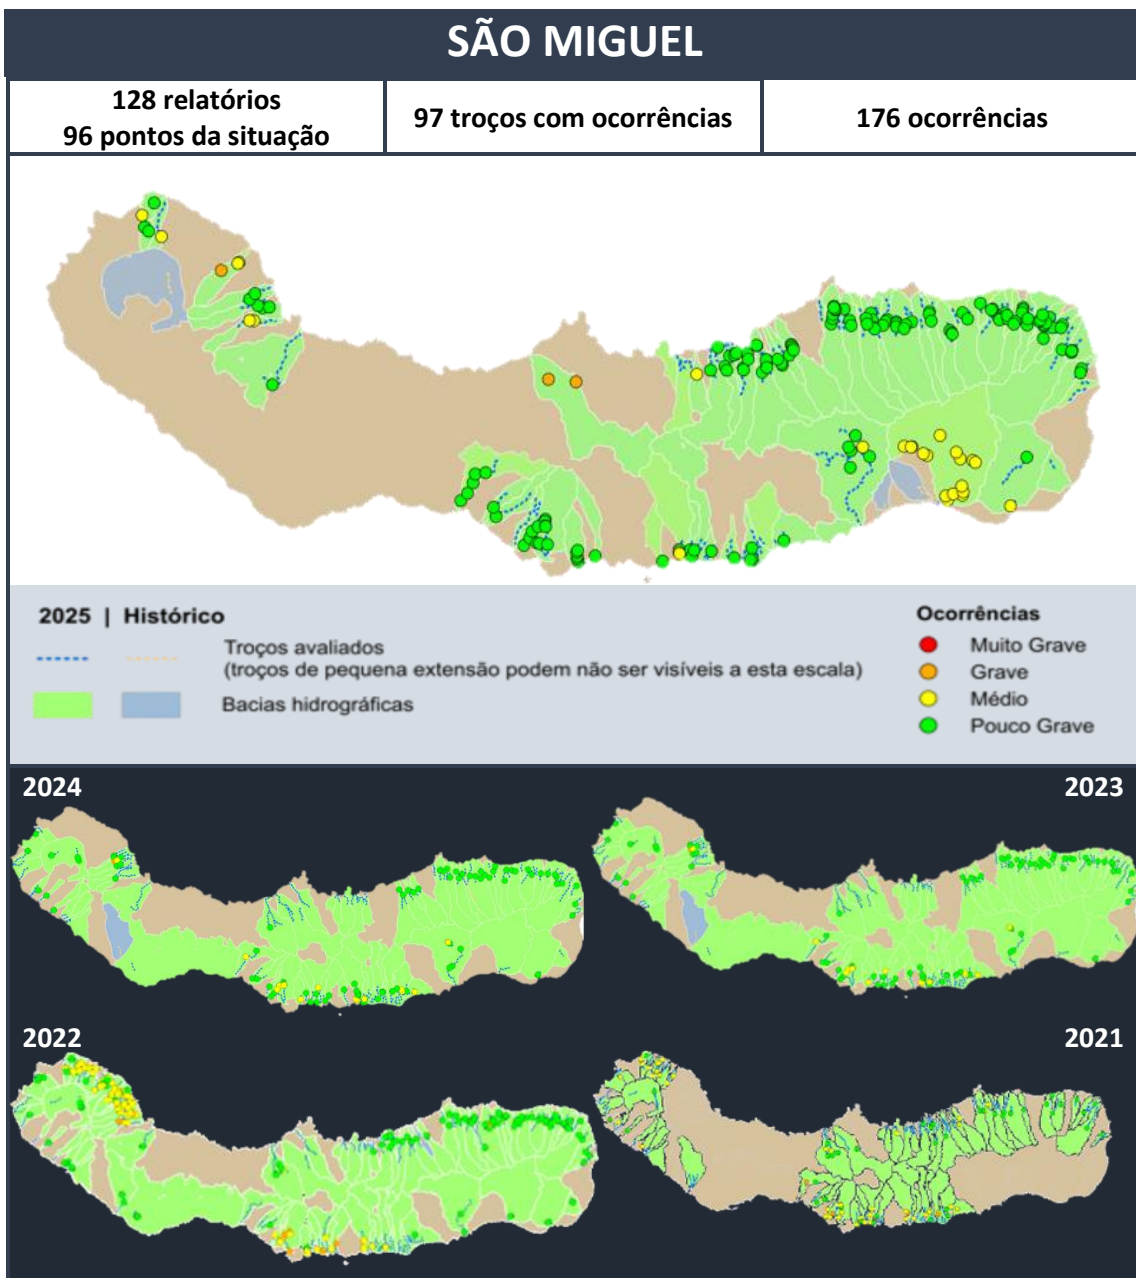 SÃO MIGUEL
128 relatórios
96 pontos da situação
97 troços com ocorrências
176 ocorrências
2025 | Histórico
Troços avaliados
(troços de pequena extensão podem não ser visíveis a esta escala)
Bacias hidrográficas
Ocorrências
Muito Grave
Grave
Médio
Pouco Grave
2024
2023
2022
2021